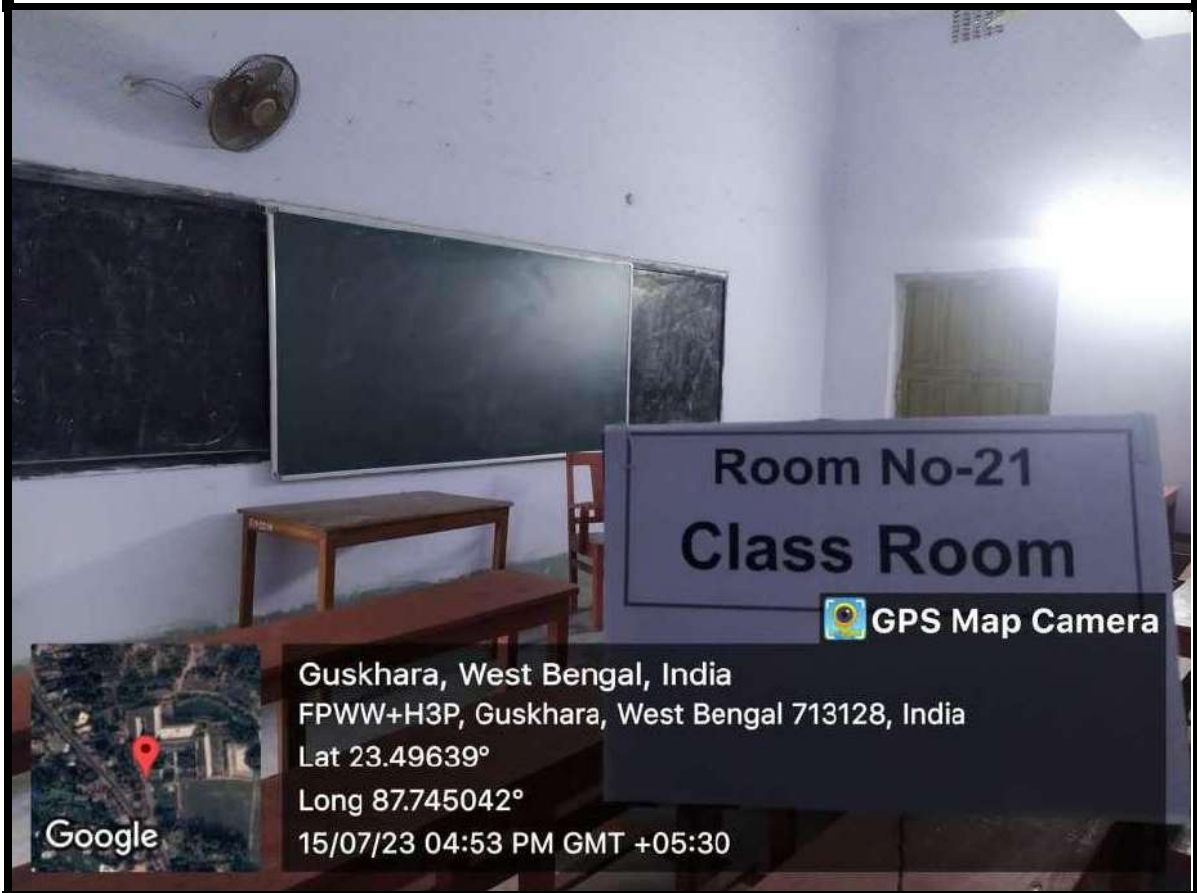 Room No-21
Class Room
GPS Map Camera
Guskhara, West Bengal, India
FPWW+H3P, Guskhara, West Bengal 713128, India
Lat 23.49639°
Long 87.745042°
15/07/23 04:53 PM GMT +05:30
Google